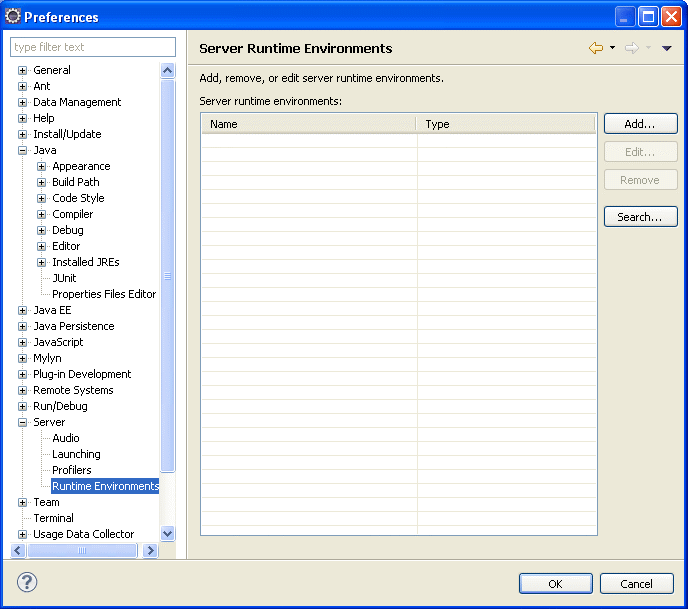 Preferences
type filter text
General
Ant
Data Management
Help
Install/Update
Java
Appearance
Build Path
Code Style
Compiler
Debug
Editor
Installed JREs
JUnit
Properties Files Editor
Java EE
Java Persistence
JavaScript
Mylyn
Plug-in Development
Remote Systems
Run/Debug
Server
Audio
Launching
Profilers
Runtime Environments
Team
Terminal
Usage Data Collector
Server Runtime Environments
Add, remove, or edit server runtime environments.
Server runtime environments:
Name Type
Add...
Edit...
Remove
Search...
?
OK Cancel